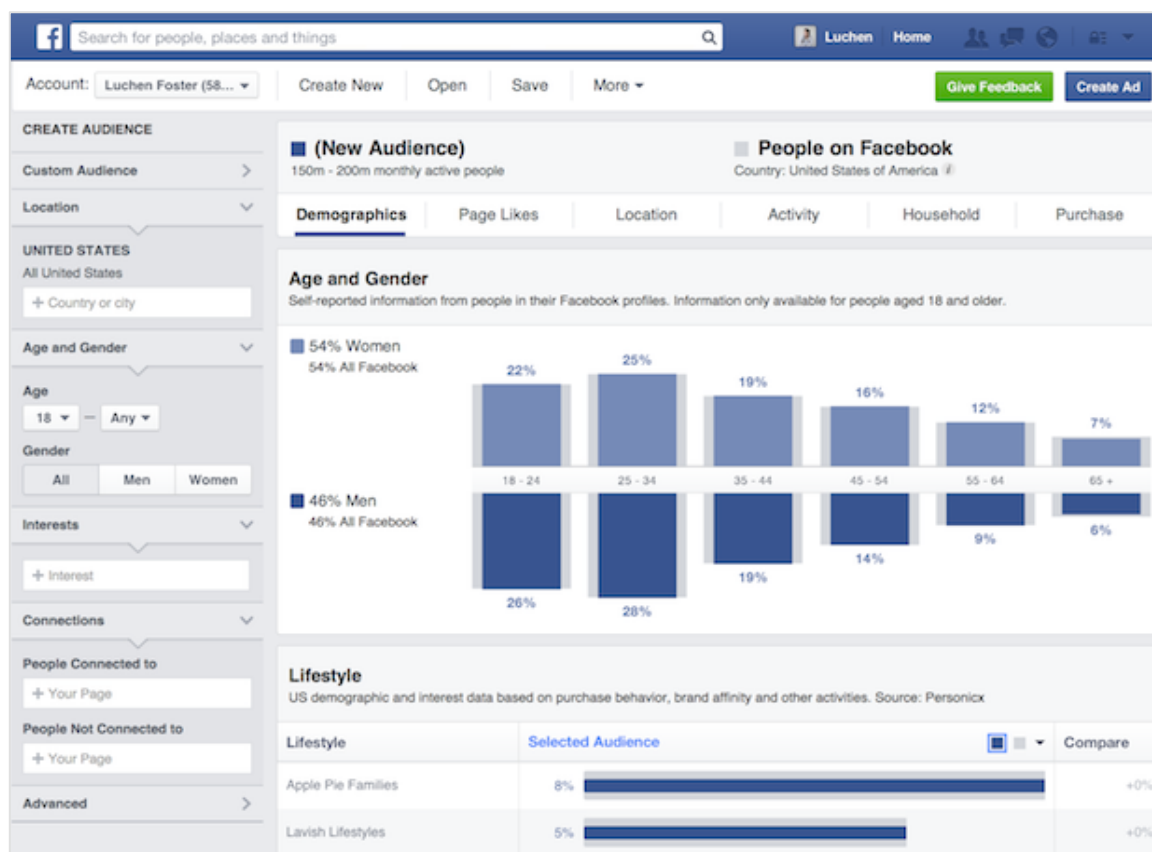 f Search for people, places and things Luchen Home
Account: Luchen Foster (58... Create New Open Save More Give Feedback Create Ad
CREATE AUDIENCE
Custom Audience
Location
UNITED STATES
All United States
+ Country or city
Age and Gender
Age
18 — Any
Gender
All Men Women
Interests
+ Interest
Connections
People Connected to
+ Your Page
People Not Connected to
+ Your Page
Advanced
(New Audience)
150m - 200m monthly active people
People on Facebook
Country: United States of America i
Demographics Page Likes Location Activity Household Purchase
Age and Gender
Self-reported information from people in their Facebook profiles. Information only available for people aged 18 and older.
54% Women
54% All Facebook
22% 25% 19% 16% 12% 7%
18 - 24 25 - 34 35 - 44 45 - 54 55 - 64 65 +
46% Men
46% All Facebook
26% 28% 19% 14% 9% 6%
Lifestyle
US demographic and interest data based on purchase behavior, brand affinity and other activities. Source: Personicx
Lifestyle Selected Audience Compare
Apple Pie Families 8% +0%
Lavish Lifestyles 5% +0%